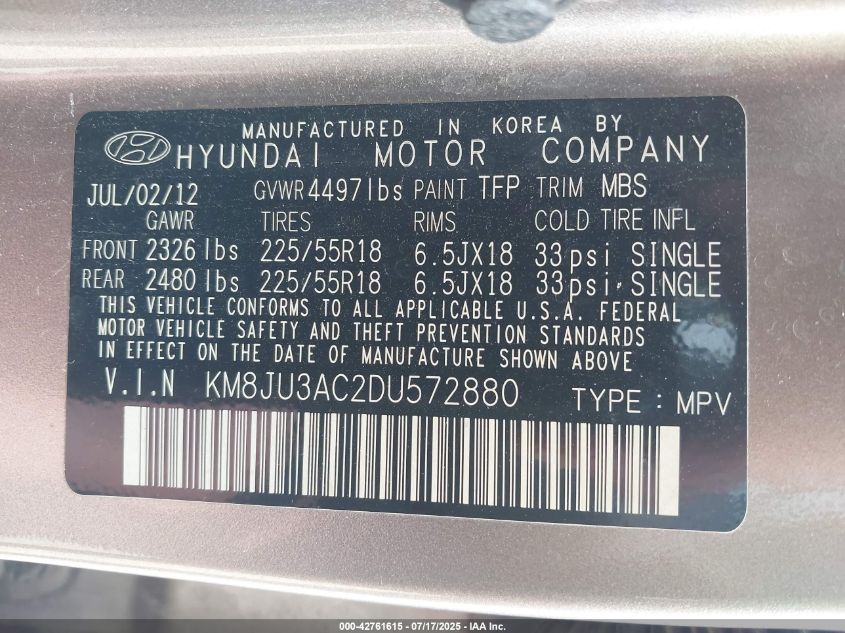 MANUFACTURED IN KOREA BY
HYUNDAI MOTOR COMPANY
JUL/02/12 GVWR 4497lbs PAINT TFP TRIM MBS
GAWR TIRES RIMS COLD TIRE INFL
FRONT 2326 lbs 225/55R18 6.5JX18 33psi SINGLE
REAR 2480 lbs 225/55R18 6.5JX18 33psi SINGLE
THIS VEHICLE CONFORMS TO ALL APPLICABLE U.S.A. FEDERAL
MOTOR VEHICLE SAFETY AND THEFT PREVENTION STANDARDS
IN EFFECT ON THE DATE OF MANUFACTURE SHOWN ABOVE
V.I.N KM8JU3AC2DU572880 TYPE : MPV
000-42761615 - 07/17/2025 - IAA Inc.